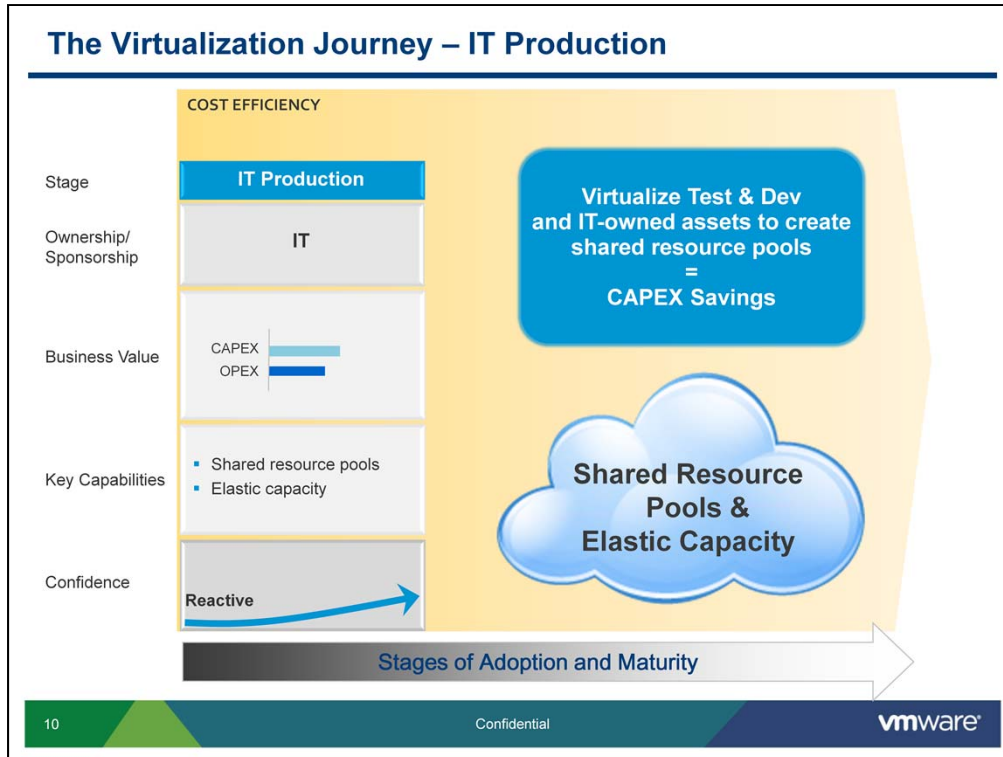 The Virtualization Journey – IT Production
COST EFFICIENCY
Stage
IT Production
Ownership/
Sponsorship
IT
Business Value
CAPEX
OPEX
Key Capabilities
▪ Shared resource pools
▪ Elastic capacity
Confidence
Reactive
Virtualize Test & Dev
and IT-owned assets to create
shared resource pools
=
CAPEX Savings
Shared Resource
Pools &
Elastic Capacity
Stages of Adoption and Maturity
10
Confidential
vmware®